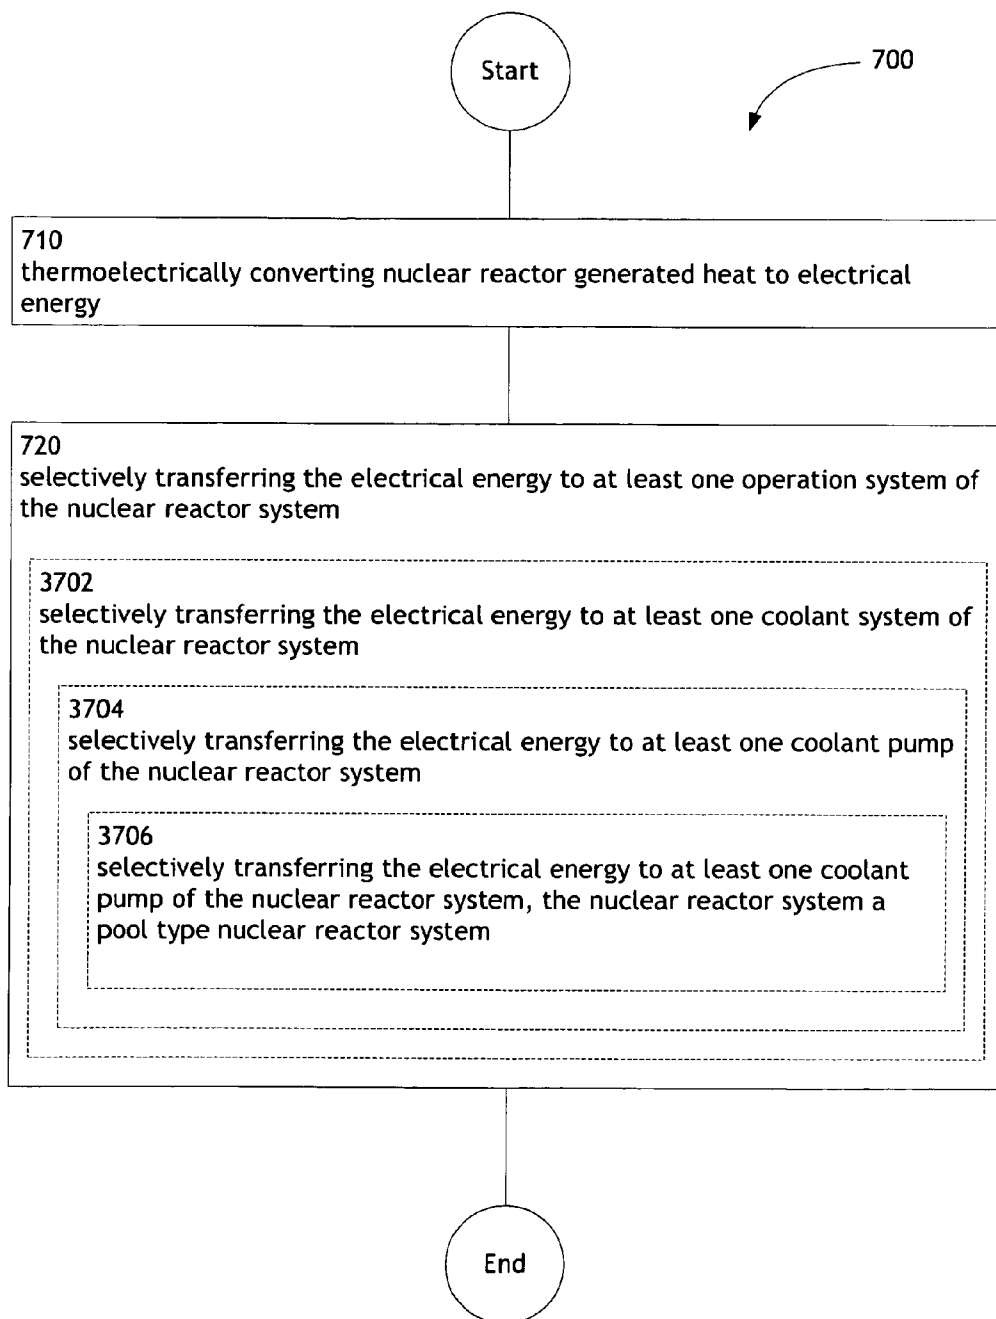 Start
700
710
thermoelectrically converting nuclear reactor generated heat to electrical
energy
720
selectively transferring the electrical energy to at least one operation system of
the nuclear reactor system
3702
selectively transferring the electrical energy to at least one coolant system of
the nuclear reactor system
3704
selectively transferring the electrical energy to at least one coolant pump
of the nuclear reactor system
3706
selectively transferring the electrical energy to at least one coolant
pump of the nuclear reactor system, the nuclear reactor system a
pool type nuclear reactor system
End